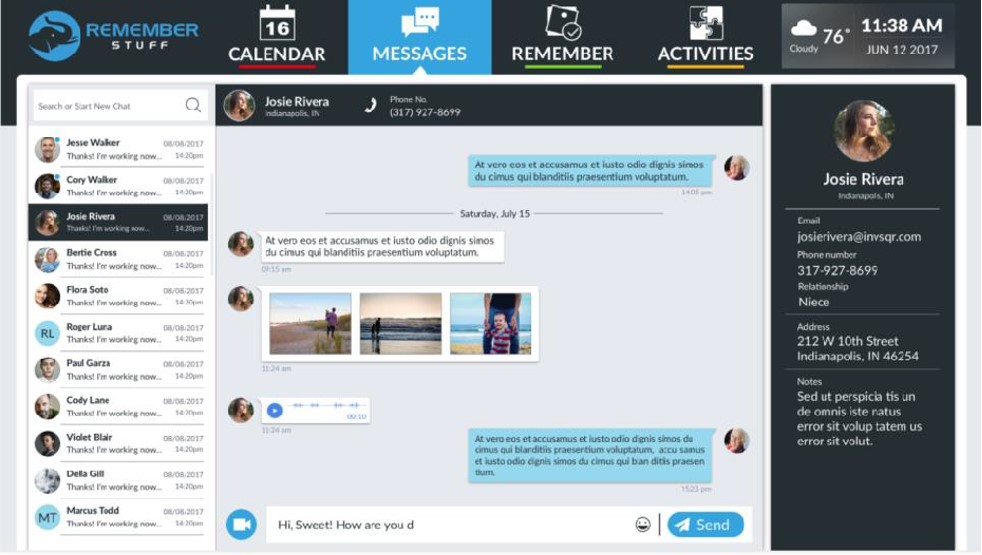 REMEMBER
STUFF
16
CALENDAR
MESSAGES
REMEMBER
ACTIVITIES
Cloudy
76°
11:38 AM
JUN 12 2017
Search or Start New Chat
Jesse Walker 08/08/2017
Thanks! I'm working now... 14:20pm
Cory Walker 08/08/2017
Thanks! I'm working now... 14:20pm
Josie Rivera 08/08/2017
Thanks! I'm working now... 14:20pm
Bertie Cross 08/08/2017
Thanks! I'm working now... 14:20pm
Flora Soto 08/08/2017
Thanks! I'm working now... 14:20pm
RL
Roger Luna 08/08/2017
Thanks! I'm working now... 14:20pm
Paul Garza 08/08/2017
Thanks! I'm working now... 14:20pm
Cody Lane 08/08/2017
Thanks! I'm working now... 14:20pm
Violet Blair 08/08/2017
Thanks! I'm working now... 14:20pm
Della Gill 08/08/2017
Thanks! I'm working now... 14:20pm
MT
Marcus Todd 08/08/2017
Thanks! I'm working now... 14:20pm
Josie Rivera
Indianapolis, IN
Phone No.
(317) 927-8699
At vero eos et accusamus et iusto odio dignis simos
du cimus qui blanditiis praesentium voluptatum.
14:05 pm
Saturday, July 15
At vero eos et accusamus et iusto odio dignis simos
du cimus qui blanditiis praesentium voluptatum.
09:15 am
11:24 am
00:10
11:24 am
At vero eos et accusamus et iusto odio dignis simos du
cimus qui blanditiis praesentium voluptatum, accu samus
et iusto odio dignis simos du cimus qui ban ditiis praesen
tium.
15:25 pm
Hi, Sweet! How are you d
Send
Josie Rivera
Indianapolis, IN
Email
josierivera@invsqr.com
Phone number
317-927-8699
Relationship
Niece
Address
212 W 10th Street
Indianapolis, IN 46254
Notes
Sed ut perspicia tis un
de omnis iste natus
error sit volup tatem us
error sit volut.